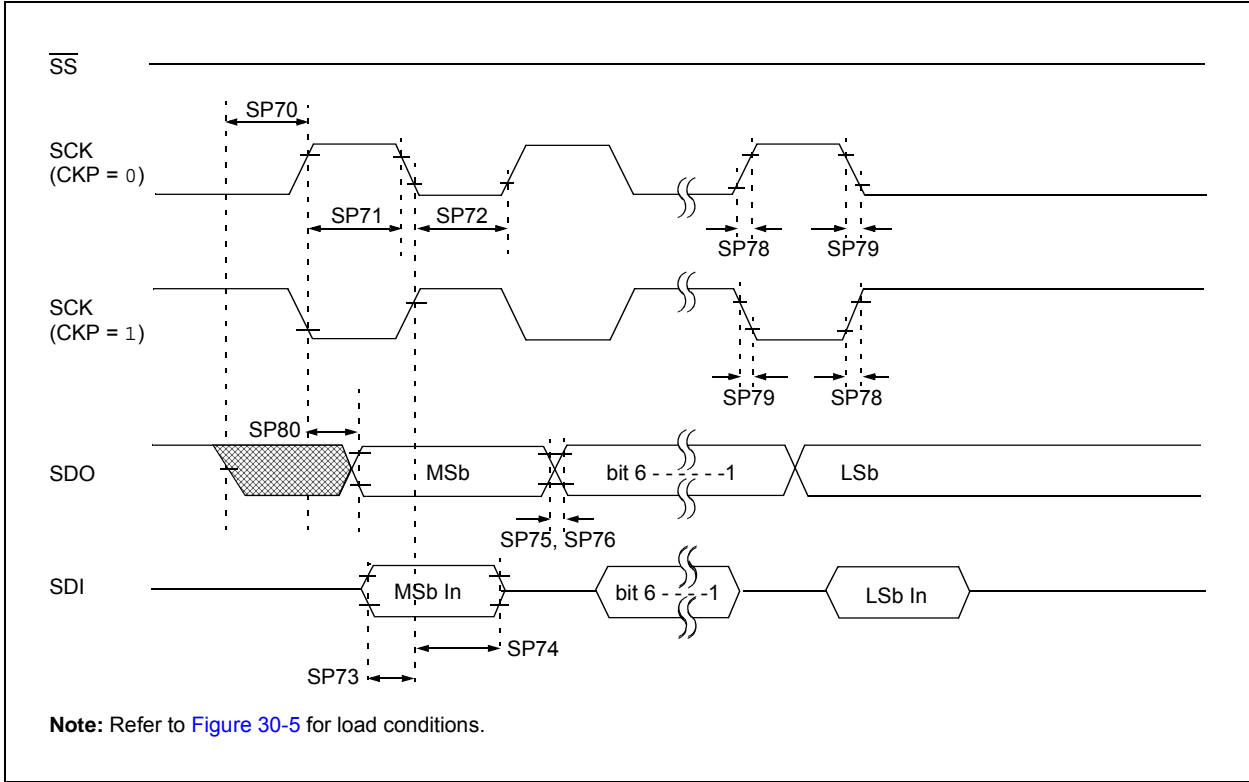 SS
SP70
SCK
(CKP = 0)
SP71
SP72
SP78
SP79
SCK
(CKP = 1)
SP79
SP78
SP80
SDO
MSb
bit 6 - - - - - -1
LSb
SP75, SP76
SDI
MSb In
bit 6 - - - - -1
LSb In
SP74
SP73
Note: Refer to Figure 30-5 for load conditions.